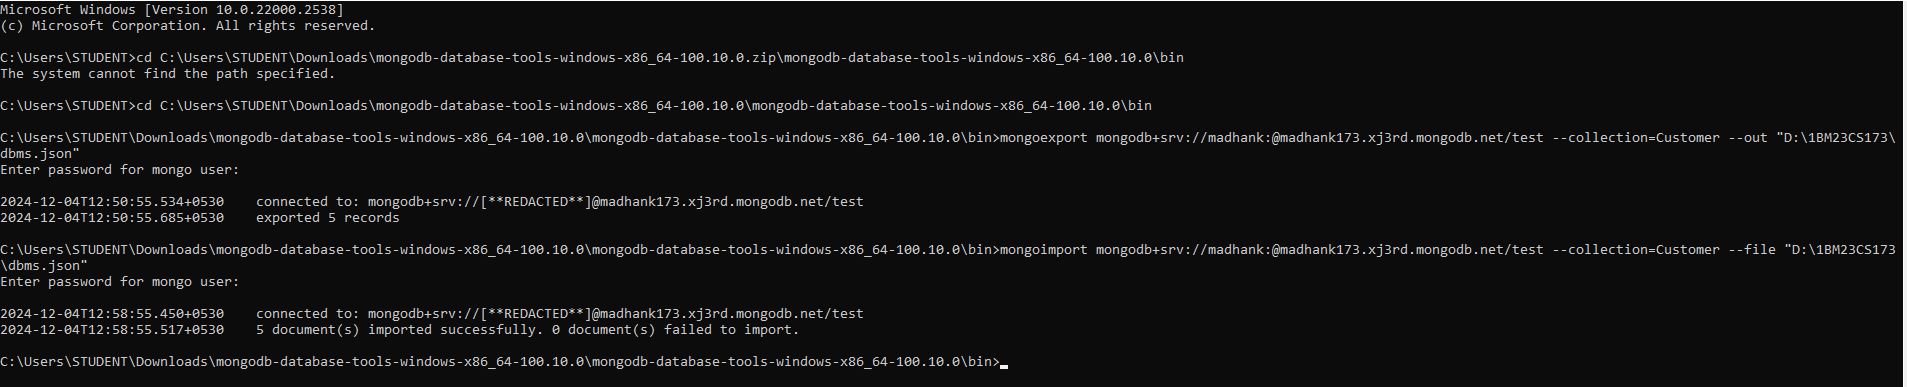 Microsoft Windows [Version 10.0.22000.2538]
(c) Microsoft Corporation. All rights reserved.
C:\Users\STUDENT>cd C:\Users\STUDENT\Downloads\mongodb-database-tools-windows-x86_64-100.10.0.zip\mongodb-database-tools-windows-x86_64-100.10.0\bin
The system cannot find the path specified.
C:\Users\STUDENT>cd C:\Users\STUDENT\Downloads\mongodb-database-tools-windows-x86_64-100.10.0\mongodb-database-tools-windows-x86_64-100.10.0\bin
C:\Users\STUDENT\Downloads\mongodb-database-tools-windows-x86_64-100.10.0\mongodb-database-tools-windows-x86_64-100.10.0\bin>mongoexport mongodb+srv://madhank:@madhank173.xj3rd.mongodb.net/test --collection=Customer --out "D:\1BM23CS173\
dbms.json"
Enter password for mongo user:
2024-12-04T12:50:55.534+0530    connected to: mongodb+srv://[**REDACTED**]@madhank173.xj3rd.mongodb.net/test
2024-12-04T12:50:55.685+0530    exported 5 records
C:\Users\STUDENT\Downloads\mongodb-database-tools-windows-x86_64-100.10.0\mongodb-database-tools-windows-x86_64-100.10.0\bin>mongoimport mongodb+srv://madhank:@madhank173.xj3rd.mongodb.net/test --collection=Customer --file "D:\1BM23CS173
\dbms.json"
Enter password for mongo user:
2024-12-04T12:58:55.450+0530    connected to: mongodb+srv://[**REDACTED**]@madhank173.xj3rd.mongodb.net/test
2024-12-04T12:58:55.517+0530    5 document(s) imported successfully. 0 document(s) failed to import.
C:\Users\STUDENT\Downloads\mongodb-database-tools-windows-x86_64-100.10.0\mongodb-database-tools-windows-x86_64-100.10.0\bin>